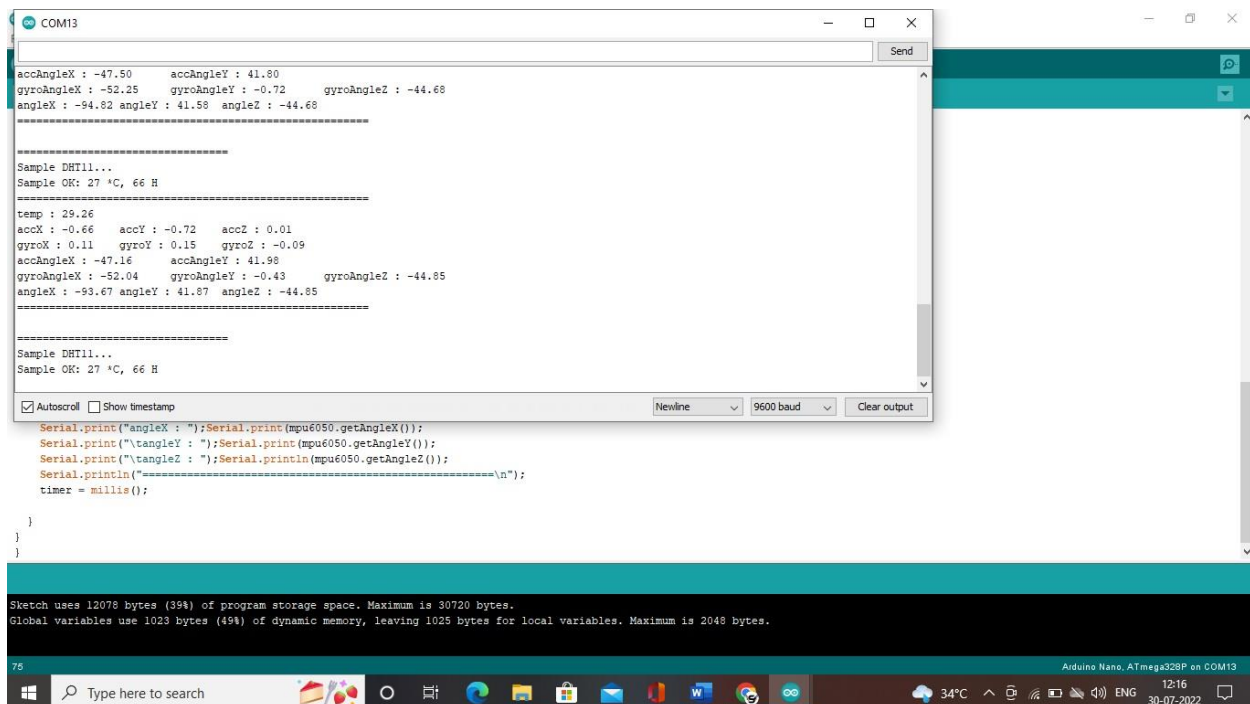 COM13
Send
accAngleX : -47.50 accAngleY : 41.80
gyroAngleX : -52.25 gyroAngleY : -0.72 gyroAngleZ : -44.68
angleX : -94.82 angleY : 41.58 angleZ : -44.68
=======================================================
=================================
Sample DHT11...
Sample OK: 27 *C, 66 H
=======================================================
temp : 29.26
accX : -0.66 accY : -0.72 accZ : 0.01
gyroX : 0.11 gyroY : 0.15 gyroZ : -0.09
accAngleX : -47.16 accAngleY : 41.98
gyroAngleX : -52.04 gyroAngleY : -0.43 gyroAngleZ : -44.85
angleX : -93.67 angleY : 41.87 angleZ : -44.85
=======================================================
=================================
Sample DHT11...
Sample OK: 27 *C, 66 H
Autoscroll Show timestamp Newline 9600 baud Clear output
Serial.print("angleX : ");Serial.print(mpu6050.getAngleX());
Serial.print("\tangleY : ");Serial.print(mpu6050.getAngleY());
Serial.print("\tangleZ : ");Serial.println(mpu6050.getAngleZ());
Serial.println("=======================================================\n");
timer = millis();
}
}
}
Sketch uses 12078 bytes (39%) of program storage space. Maximum is 30720 bytes.
Global variables use 1023 bytes (49%) of dynamic memory, leaving 1025 bytes for local variables. Maximum is 2048 bytes.
75 Arduino Nano, ATmega328P on COM13
Type here to search 34°C ENG 12:16
30-07-2022